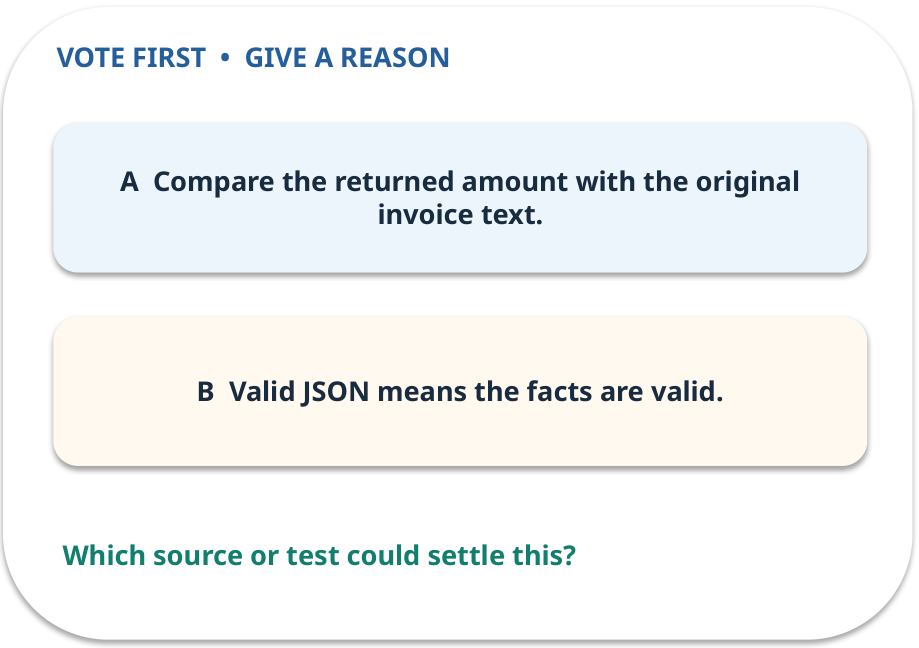 VOTE FIRST • GIVE A REASON
A Compare the returned amount with the original
invoice text.
B Valid JSON means the facts are valid.
Which source or test could settle this?